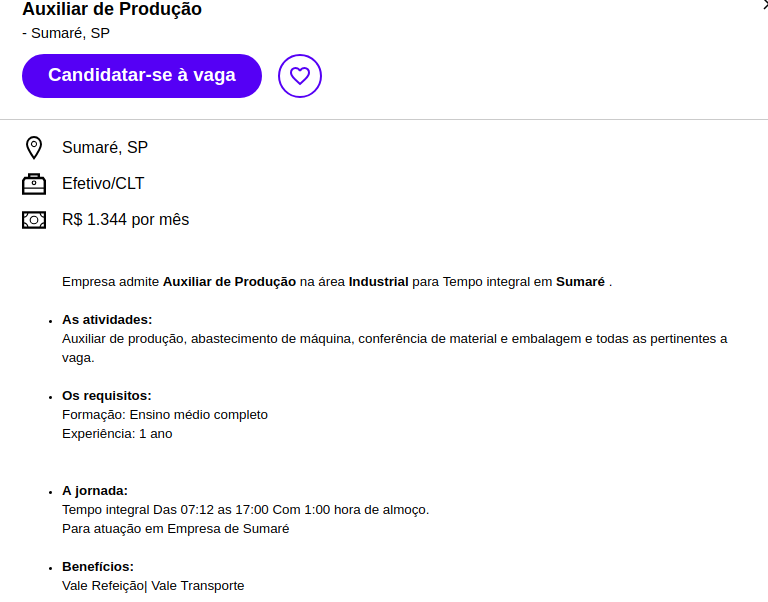 Auxiliar de Produção
- Sumaré, SP
Candidatar-se à vaga
Sumaré, SP
Efetivo/CLT
R$ 1.344 por mês
Empresa admite Auxiliar de Produção na área Industrial para Tempo integral em Sumaré .
• As atividades:
Auxiliar de produção, abastecimento de máquina, conferência de material e embalagem e todas as pertinentes a
vaga.
• Os requisitos:
Formação: Ensino médio completo
Experiência: 1 ano
• A jornada:
Tempo integral Das 07:12 as 17:00 Com 1:00 hora de almoço.
Para atuação em Empresa de Sumaré
• Benefícios:
Vale Refeição| Vale Transporte